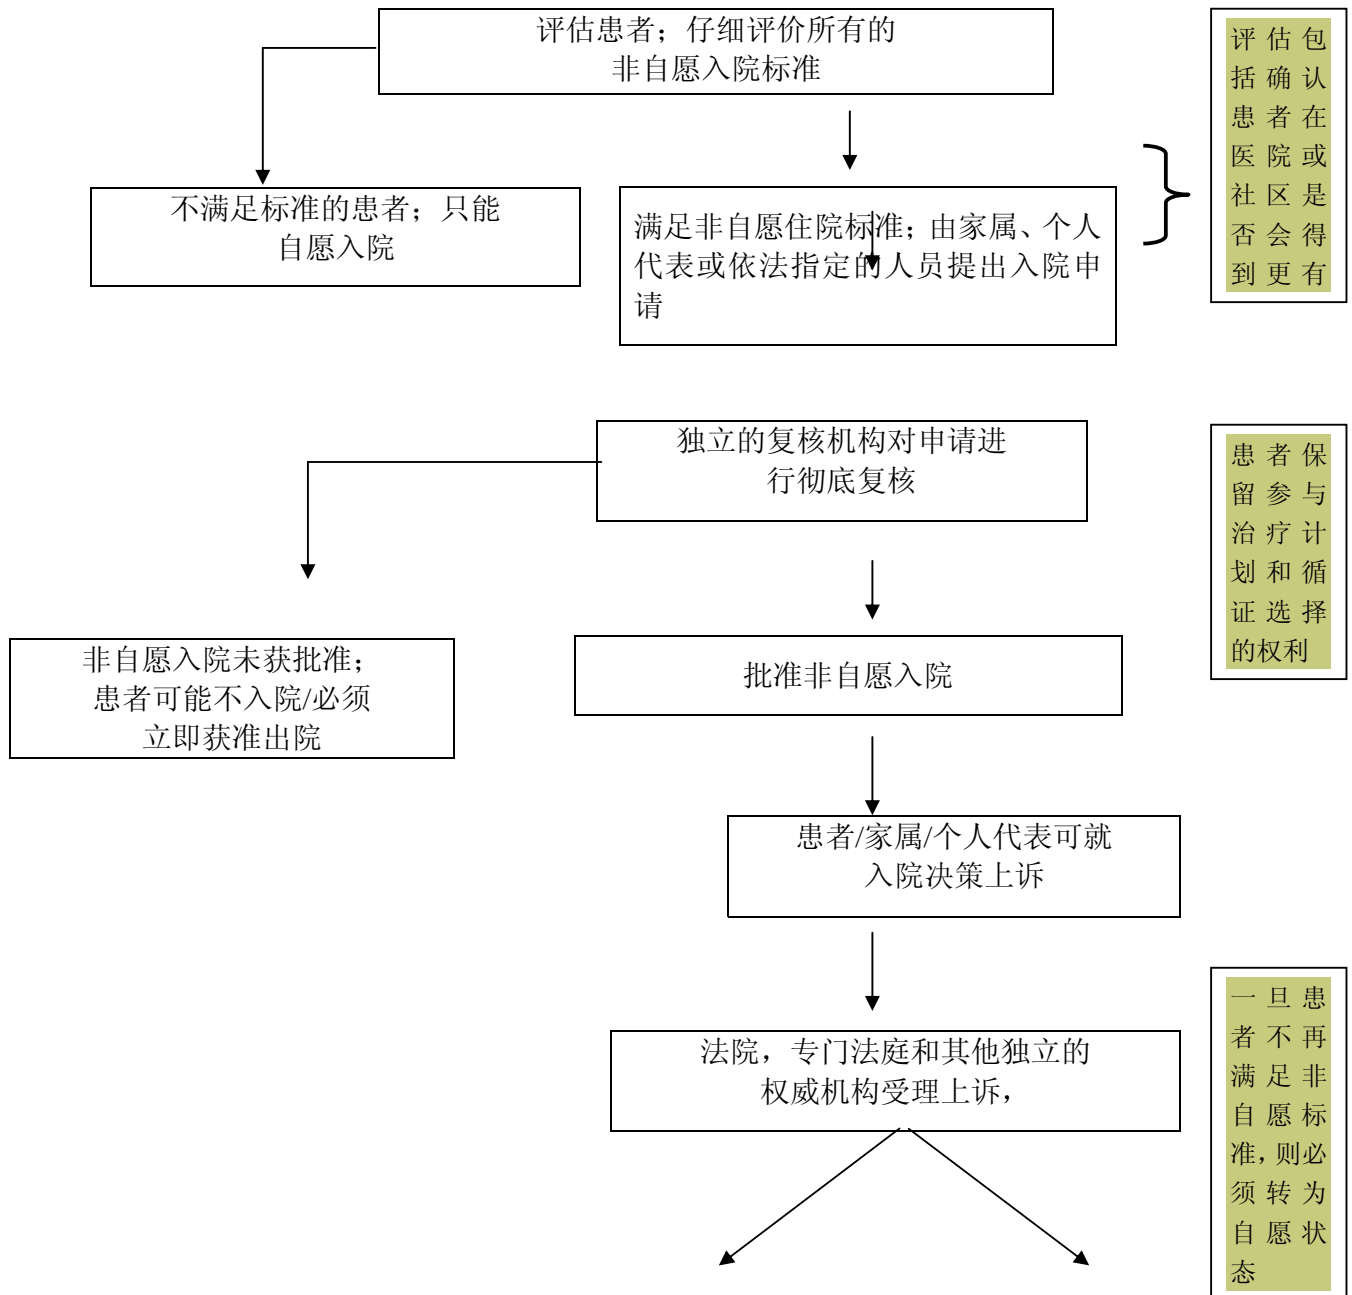 评估患者；仔细评价所有的
非自愿入院标准
评估包
括确认
患者在
医院或
社区是
否会得
到更有
不满足标准的患者；只能
自愿入院
满足非自愿住院标准；由家属、个人
代表或依法指定的人员提出入院申
请
独立的复核机构对申请进
行彻底复核
患者保
留参与
治疗计
划和循
证选择
的权利
非自愿入院未获批准；
患者可能不入院/必须
立即获准出院
批准非自愿入院
患者/家属/个人代表可就
入院决策上诉
法院，专门法庭和其他独立的
权威机构受理上诉，
一旦患
者不再
满足非
自愿标
准，则必
须转为
自愿状
态